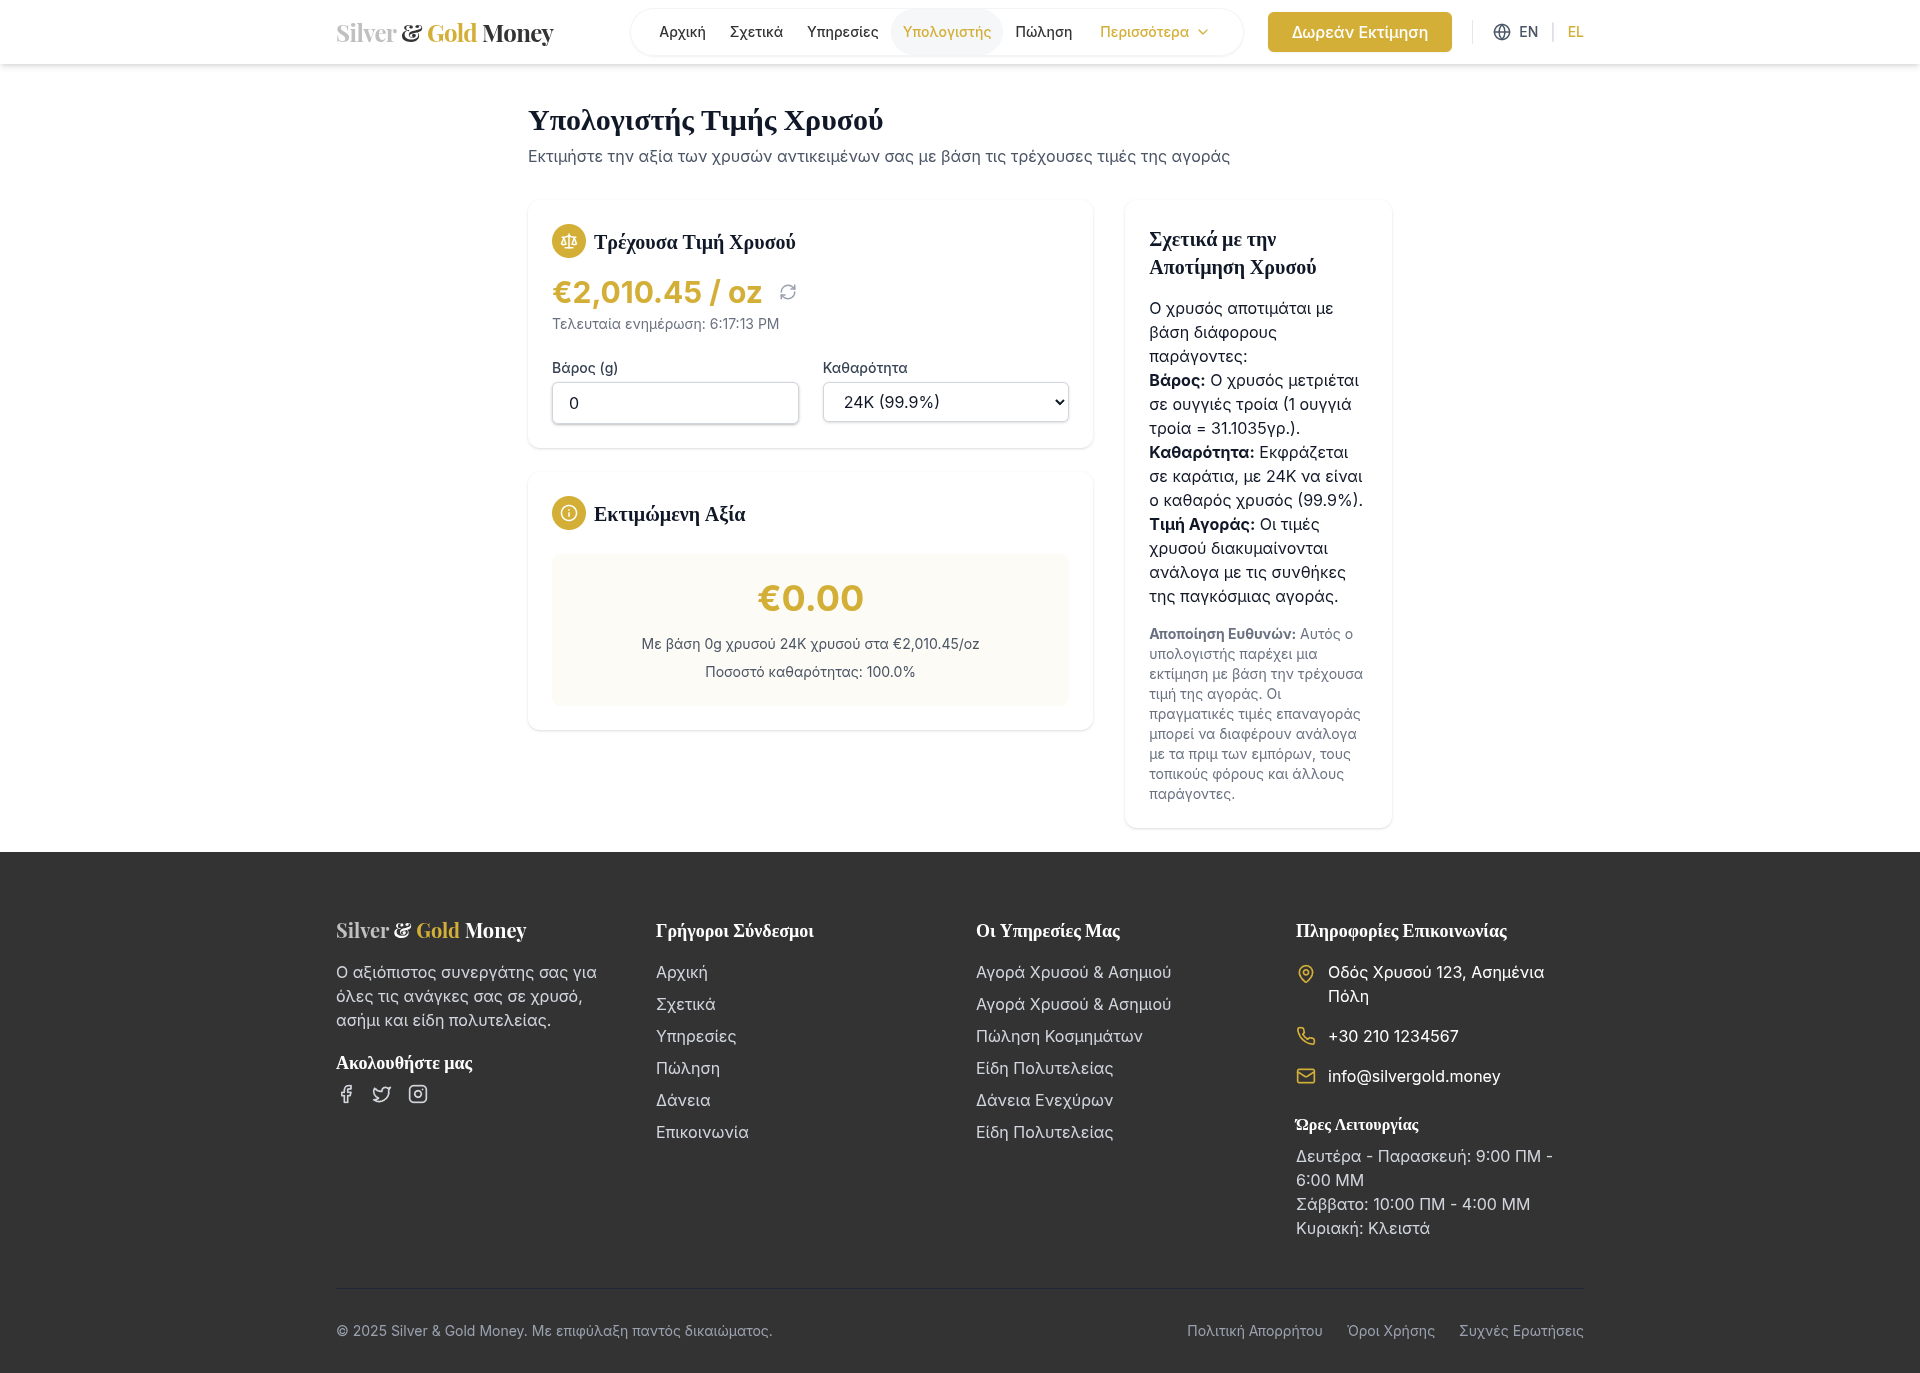 Silver & Gold Money
Αρχική
Σχετικά
Υπηρεσίες
Υπολογιστής
Πώληση
Περισσότερα
Δωρεάν Εκτίμηση
EN
EL
Υπολογιστής Τιμής Χρυσού
Εκτιμήστε την αξία των χρυσών αντικειμένων σας με βάση τις τρέχουσες τιμές της αγοράς
Τρέχουσα Τιμή Χρυσού
€2,010.45 / oz
Τελευταία ενημέρωση: 6:17:13 PM
Βάρος (g)
0
Καθαρότητα
24K (99.9%)
Εκτιμώμενη Αξία
€0.00
Με βάση 0g χρυσού 24K χρυσού στα €2,010.45/oz
Ποσοστό καθαρότητας: 100.0%
Σχετικά με την
Αποτίμηση Χρυσού
Ο χρυσός αποτιμάται με
βάση διάφορους
παράγοντες:
Βάρος: Ο χρυσός μετριέται
σε ουγγιές τροία (1 ουγγιά
τροία = 31.1035γρ.).
Καθαρότητα: Εκφράζεται
σε καράτια, με 24K να είναι
ο καθαρός χρυσός (99.9%).
Τιμή Αγοράς: Οι τιμές
χρυσού διακυμαίνονται
ανάλογα με τις συνθήκες
της παγκόσμιας αγοράς.
Αποποίηση Ευθυνών: Αυτός ο
υπολογιστής παρέχει μια
εκτίμηση με βάση την τρέχουσα
τιμή της αγοράς. Οι
πραγματικές τιμές επαναγοράς
μπορεί να διαφέρουν ανάλογα
με τα πριμ των εμπόρων, τους
τοπικούς φόρους και άλλους
παράγοντες.
Silver & Gold Money
Ο αξιόπιστος συνεργάτης σας για
όλες τις ανάγκες σας σε χρυσό,
ασήμι και είδη πολυτελείας.
Ακολουθήστε μας
Γρήγοροι Σύνδεσμοι
Αρχική
Σχετικά
Υπηρεσίες
Πώληση
Δάνεια
Επικοινωνία
Οι Υπηρεσίες Μας
Αγορά Χρυσού & Ασημιού
Αγορά Χρυσού & Ασημιού
Πώληση Κοσμημάτων
Είδη Πολυτελείας
Δάνεια Ενεχύρων
Είδη Πολυτελείας
Πληροφορίες Επικοινωνίας
Οδός Χρυσού 123, Ασημένια
Πόλη
+30 210 1234567
info@silvergold.money
Ώρες Λειτουργίας
Δευτέρα - Παρασκευή: 9:00 ΠΜ -
6:00 ΜΜ
Σάββατο: 10:00 ΠΜ - 4:00 ΜΜ
Κυριακή: Κλειστά
© 2025 Silver & Gold Money. Με επιφύλαξη παντός δικαιώματος.
Πολιτική Απορρήτου
Όροι Χρήσης
Συχνές Ερωτήσεις